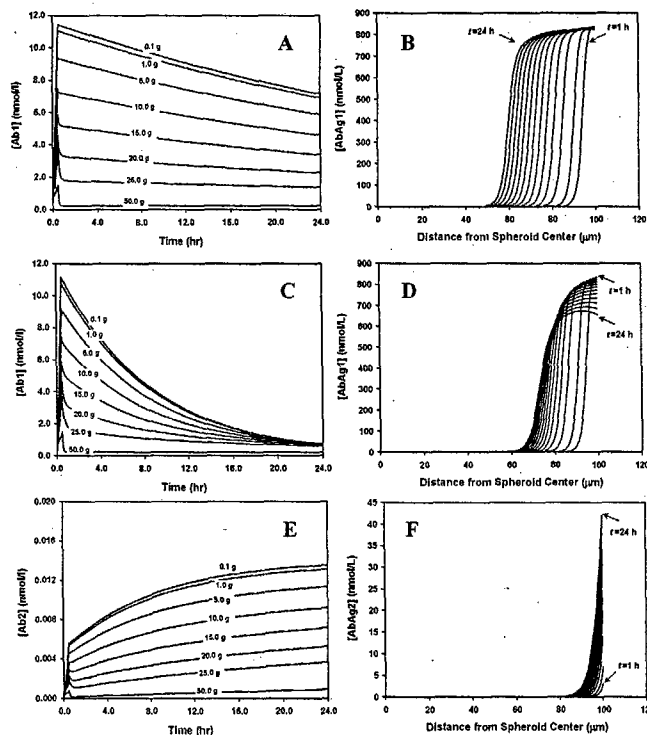 12.0
10.0
8.0
6.0
4.0
2.0
0.0
[Ab1] (nmol/l)
A
0.1 g
1.0 g
5.0 g
10.0 g
15.0 g
20.0 g
25.0 g
50.0 g
0.0 4.0 8.0 12.0 16.0 20.0 24.0
Time (hr)
900
800
700
600
500
400
300
200
100
0
[AbAg1] (nmol/L)
B
t=24 h
t=1 h
0 20 40 60 80 100 120
Distance from Spheroid Center (μm)
12.0
10.0
8.0
6.0
4.0
2.0
0.0
[Ab1] (nmol/l)
C
0.1 g
1.0 g
5.0 g
10.0 g
15.0 g
20.0 g
25.0 g
50.0 g
0.0 4.0 8.0 12.0 16.0 20.0 24.0
Time (hr)
900
800
700
600
500
400
300
200
100
0
[AbAg1] (nmol/L)
D
t=1 h
t=24 h
0 20 40 60 80 100 120
Distance from Spheroid Center (μm)
0.020
0.016
0.012
0.008
0.004
0.000
[Ab2] (nmol/l)
E
0.1 g
1.0 g
5.0 g
10.0 g
15.0 g
20.0 g
25.0 g
50.0 g
0.0 4.0 8.0 12.0 16.0 20.0 24.0
Time (hr)
45
40
35
30
25
20
15
10
5
0
[AbAg2] (nmol/L)
F
t=24 h
t=1 h
0 20 40 60 80 100 120
Distance from Spheroid Center (μm)